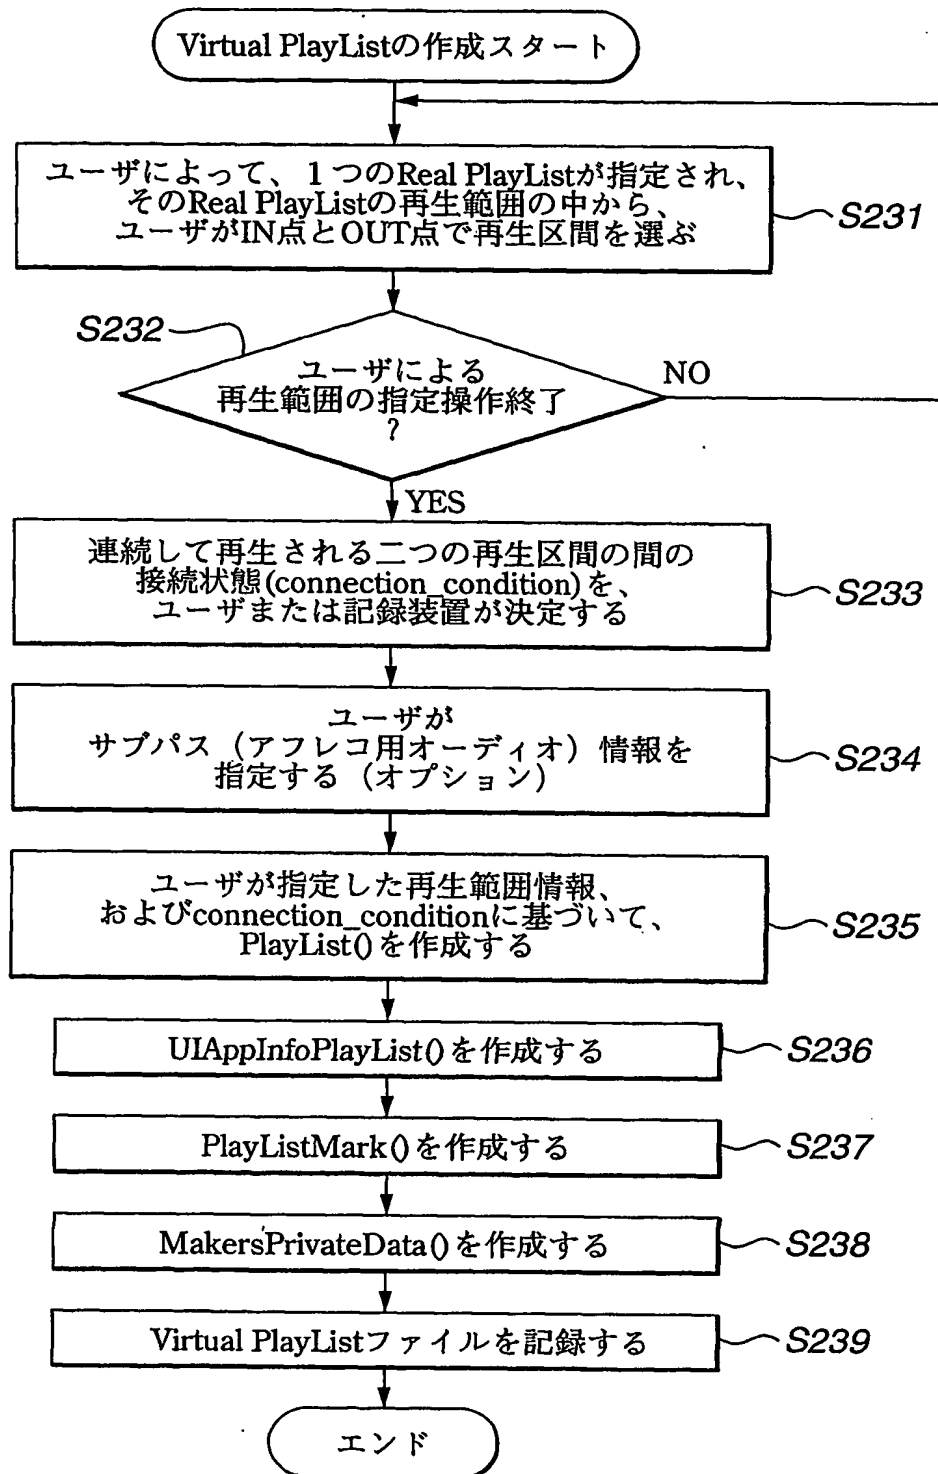 Virtual PlayListの作成スタート
ユーザによって、1つのReal PlayListが指定され、
そのReal PlayListの再生範囲の中から、
ユーザがIN点とOUT点で再生区間を選ぶ
S231
S232
ユーザによる
再生範囲の指定操作終了
?
NO
YES
連続して再生される二つの再生区間の間の
接続状態(connection_condition)を、
ユーザまたは記録装置が決定する
S233
ユーザが
サブパス（アフレコ用オーディオ）情報を
指定する（オプション）
S234
ユーザが指定した再生範囲情報、
およびconnection_conditionに基づいて、
PlayList()を作成する
S235
UIAppInfoPlayList()を作成する
S236
PlayListMark()を作成する
S237
MakersPrivateData()を作成する
S238
Virtual PlayListファイルを記録する
S239
エンド